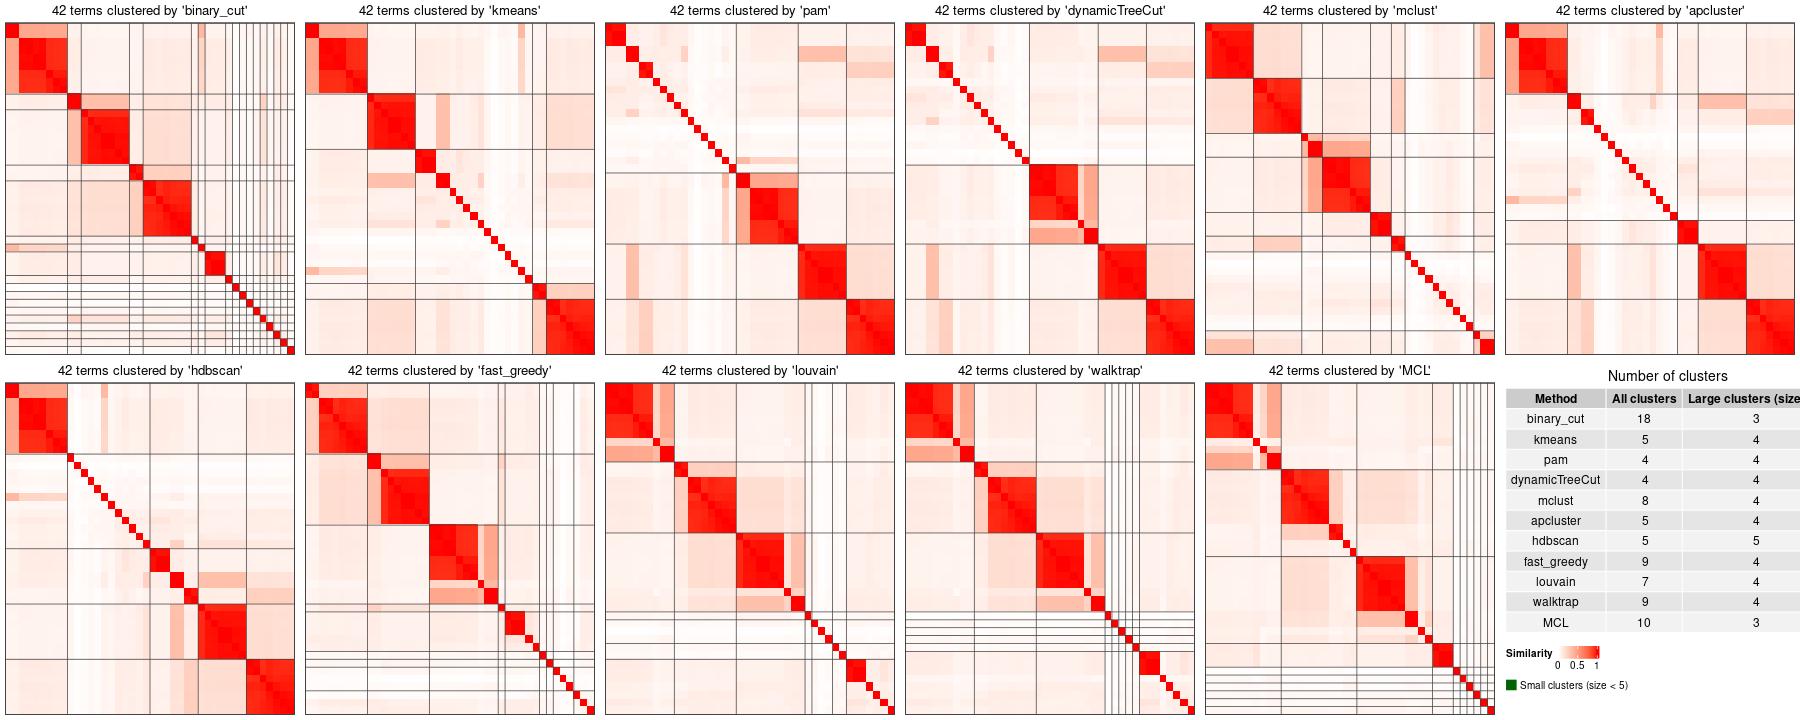 42 terms clustered by 'binary_cut'
42 terms clustered by 'kmeans'
42 terms clustered by 'pam'
42 terms clustered by 'dynamicTreeCut'
42 terms clustered by 'mclust'
42 terms clustered by 'apcluster'
42 terms clustered by 'hdbscan'
42 terms clustered by 'fast_greedy'
42 terms clustered by 'louvain'
42 terms clustered by 'walktrap'
42 terms clustered by 'MCL'
Number of clusters
Method All clusters Large clusters (size
binary_cut 18 3
kmeans 5 4
pam 4 4
dynamicTreeCut 4 4
mclust 8 4
apcluster 5 4
hdbscan 5 5
fast_greedy 9 4
louvain 7 4
walktrap 9 4
MCL 10 3
Similarity
0 0.5 1
Small clusters (size < 5)